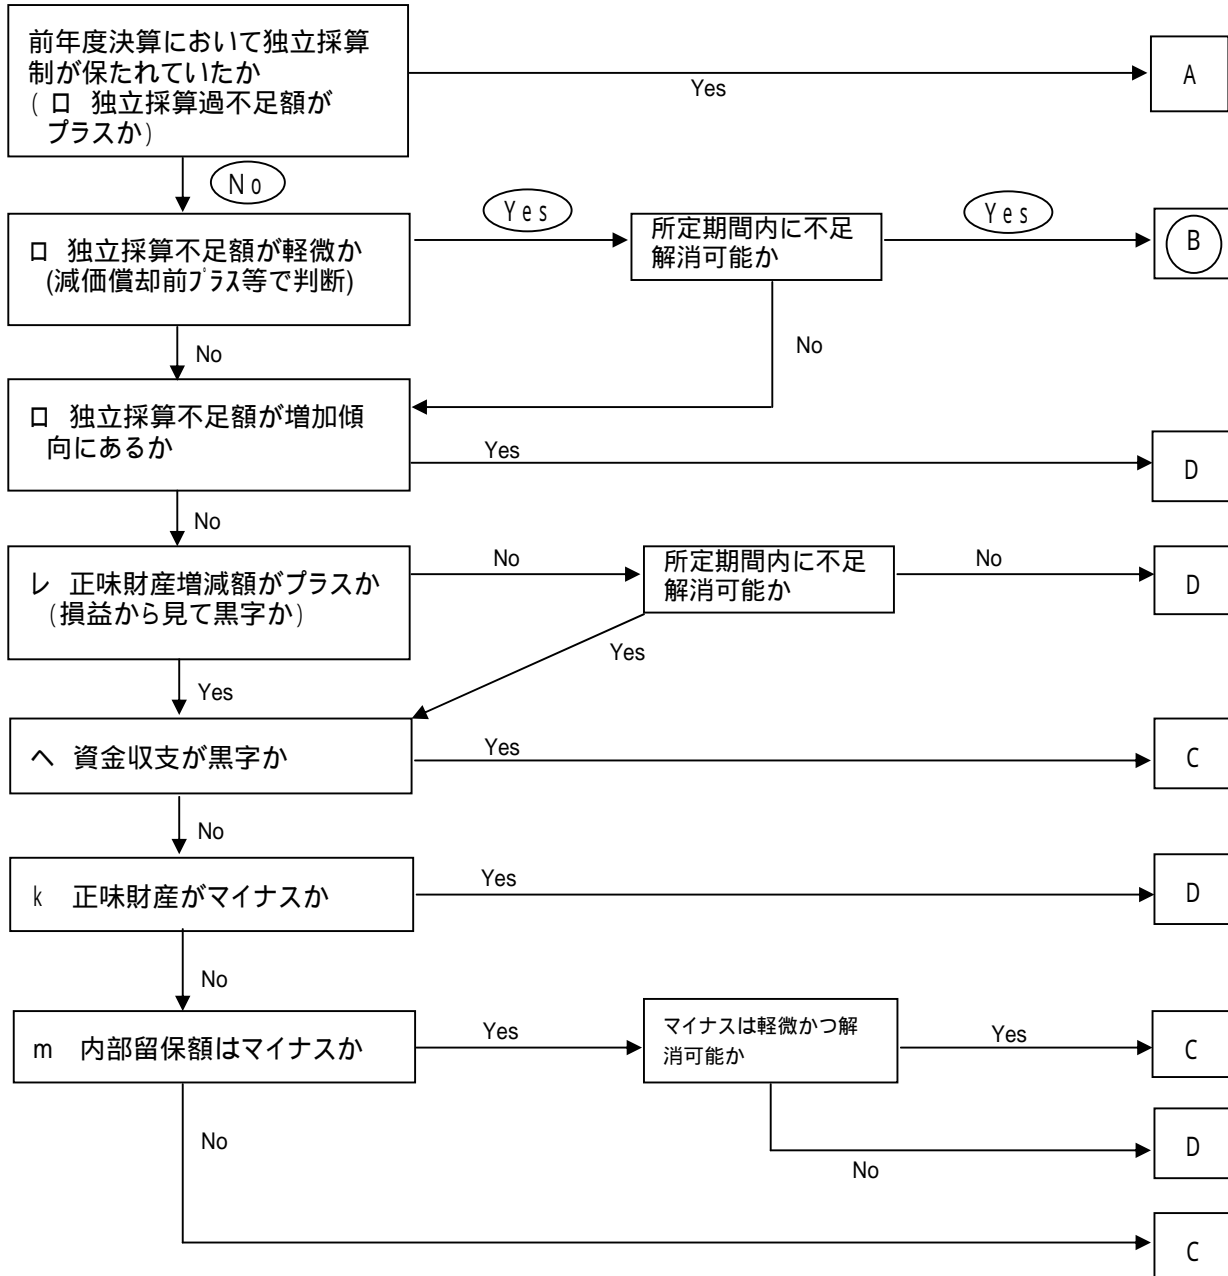 前年度決算において独立採算
制が保たれていたか
(ロ 独立採算過不足額が
プラスか)
Yes
A
No
ロ 独立採算不足額が軽微か
(減価償却前プラス等で判断)
Yes
所定期間内に不足
解消可能か
Yes
B
No
No
ロ 独立採算不足額が増加傾
向にあるか
Yes
D
No
レ 正味財産増減額がプラスか
(損益から見て黒字か)
No
所定期間内に不足
解消可能か
No
D
Yes
Yes
ヘ 資金収支が黒字か
Yes
C
No
k 正味財産がマイナスか
Yes
D
No
m 内部留保額はマイナスか
Yes
マイナスは軽微かつ解
消可能か
Yes
C
No
No
D
C